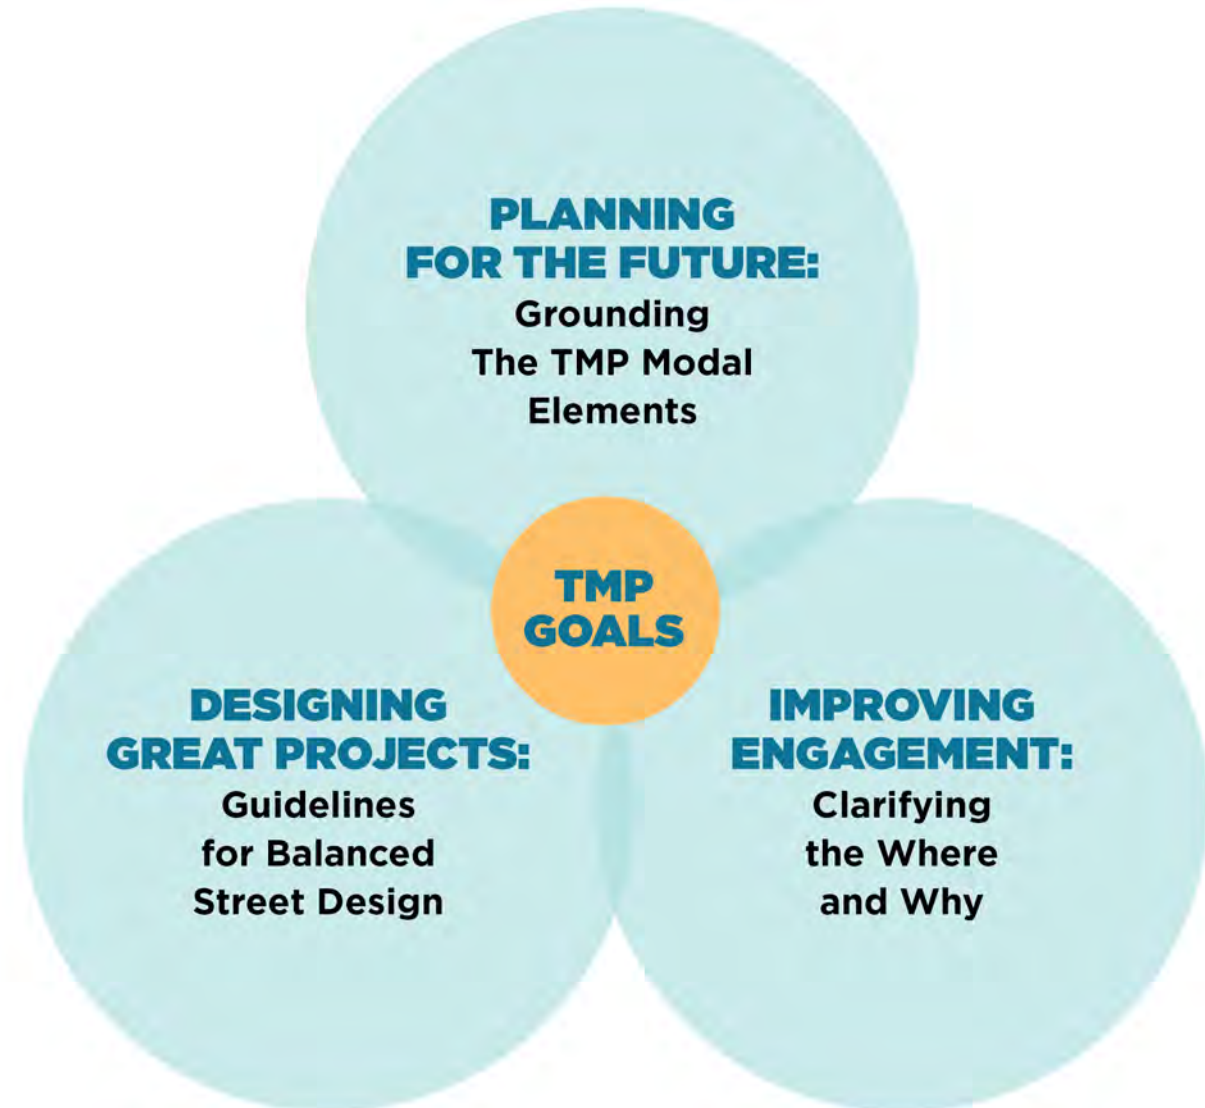 PLANNING
FOR THE FUTURE:
Grounding
The TMP Modal
Elements
TMP
GOALS
DESIGNING
GREAT PROJECTS:
Guidelines
for Balanced
Street Design
IMPROVING
ENGAGEMENT:
Clarifying
the Where
and Why